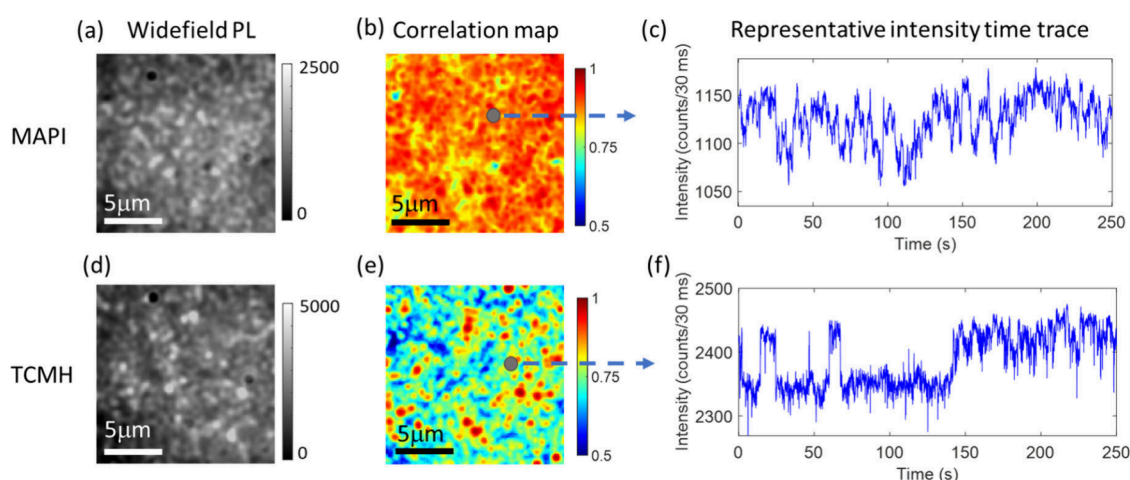 (a) Widefield PL
(b) Correlation map
(c) Representative intensity time trace
MAPI
2500
0
5μm
1
0.75
0.5
5μm
Intensity (counts/30 ms)
1150
1100
1050
0 50 100 150 200 250
Time (s)
(d)
(e)
(f)
TCMH
5000
0
5μm
1
0.75
0.5
5μm
Intensity (counts/30 ms)
2500
2400
2300
0 50 100 150 200 250
Time (s)